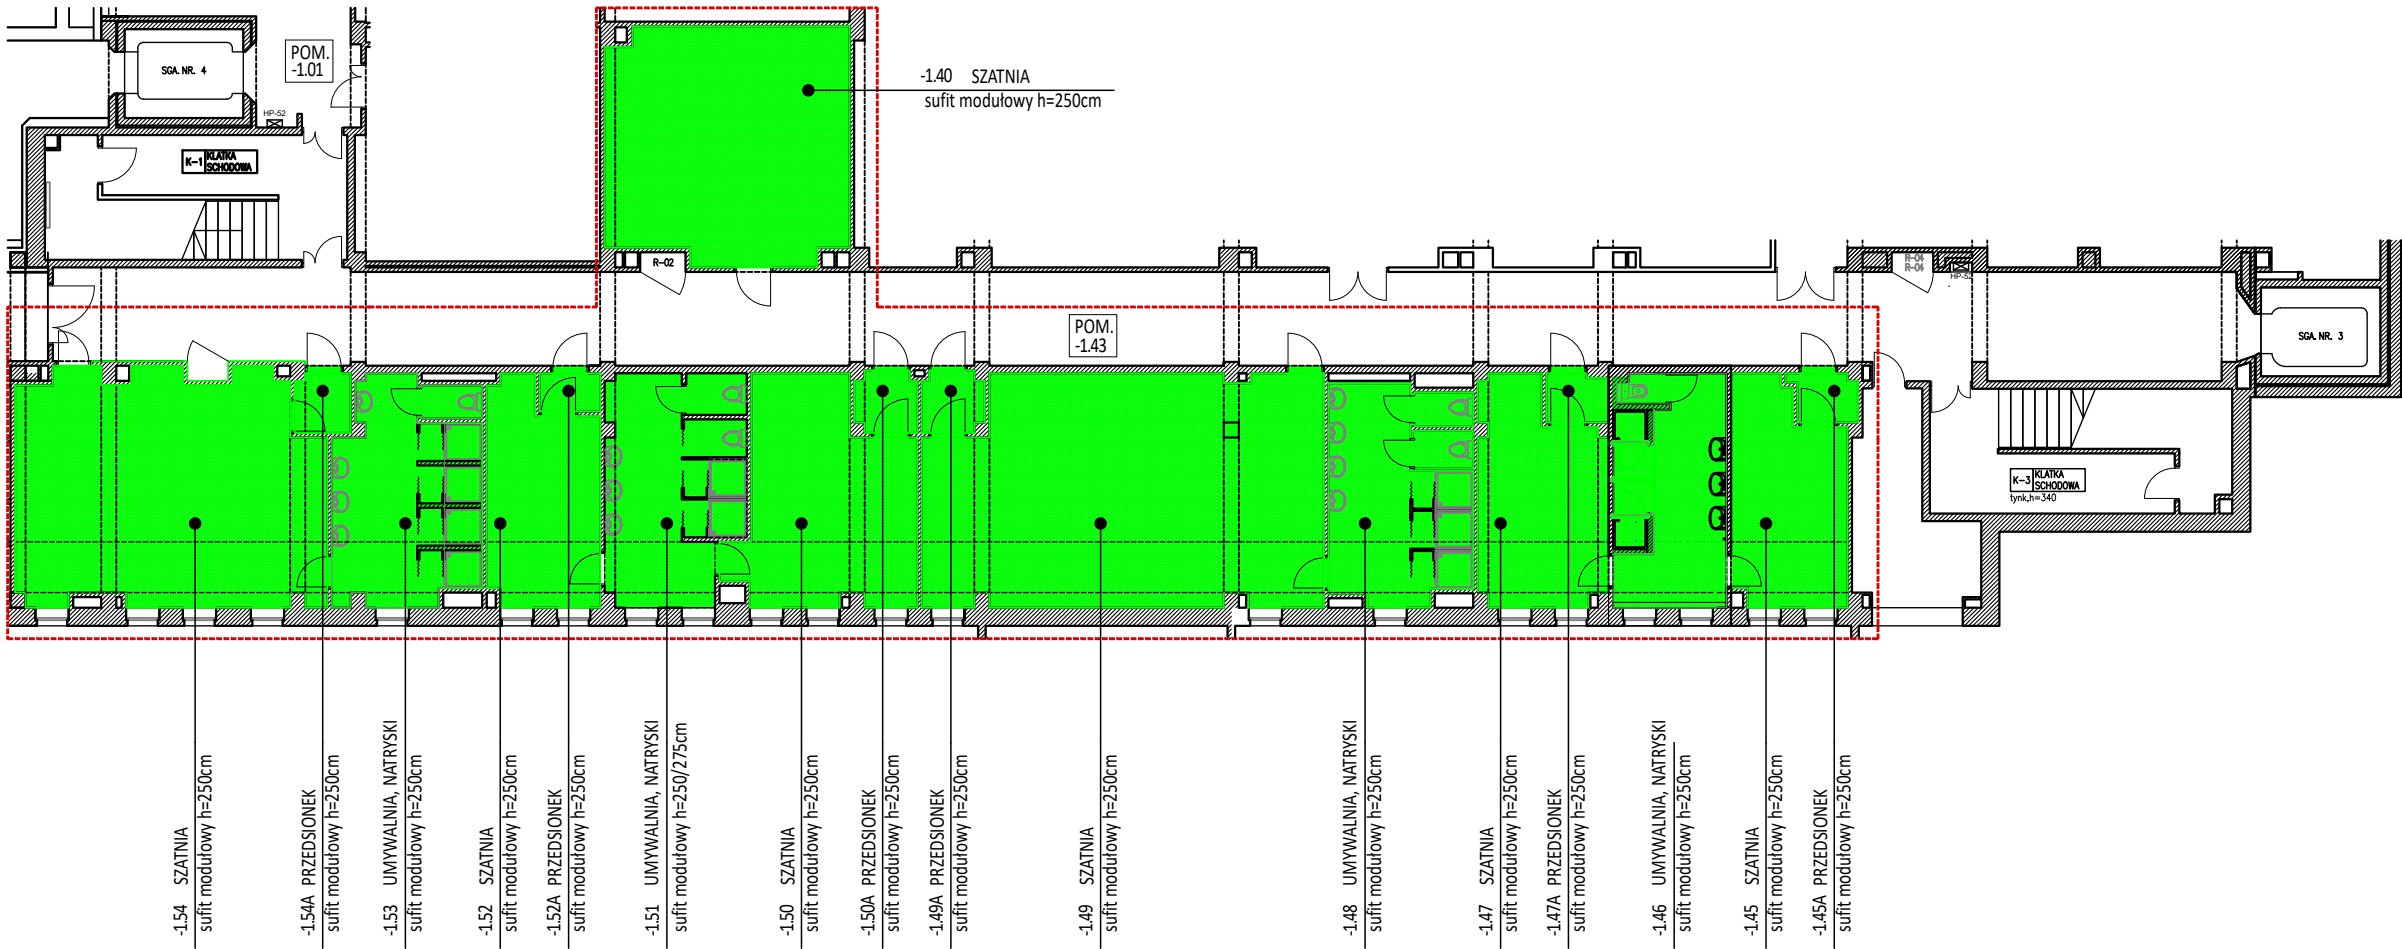 SGA. NR. 4
POM.
-1.01
HP-52
K-1 KLATKA
SCHODOWA
-1.40 SZATNIA
sufit modułowy h=250cm
R-02
R-04
R-04
HP-52
POM.
-1.43
SGA. NR. 3
K-3 KLATKA
SCHODOWA
tynk,h=340
-1.54 SZATNIA
sufit modułowy h=250cm
-1.54A PRZEDSIONEK
sufit modułowy h=250cm
-1.53 UMYWALNIA, NATRYSKI
sufit modułowy h=250cm
-1.52 SZATNIA
sufit modułowy h=250cm
-1.52A PRZEDSIONEK
sufit modułowy h=250cm
-1.51 UMYWALNIA, NATRYSKI
sufit modułowy h=250/275cm
-1.50 SZATNIA
sufit modułowy h=250cm
-1.50A PRZEDSIONEK
sufit modułowy h=250cm
-1.49A PRZEDSIONEK
sufit modułowy h=250cm
-1.49 SZATNIA
sufit modułowy h=250cm
-1.48 UMYWALNIA, NATRYSKI
sufit modułowy h=250cm
-1.47 SZATNIA
sufit modułowy h=250cm
-1.47A PRZEDSIONEK
sufit modułowy h=250cm
-1.46 UMYWALNIA, NATRYSKI
sufit modułowy h=250cm
-1.45 SZATNIA
sufit modułowy h=250cm
-1.45A PRZEDSIONEK
sufit modułowy h=250cm